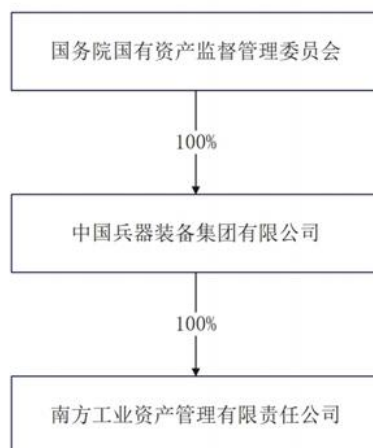 国务院国有资产监督管理委员会
100%
中国兵器装备集团有限公司
100%
南方工业资产管理有限责任公司